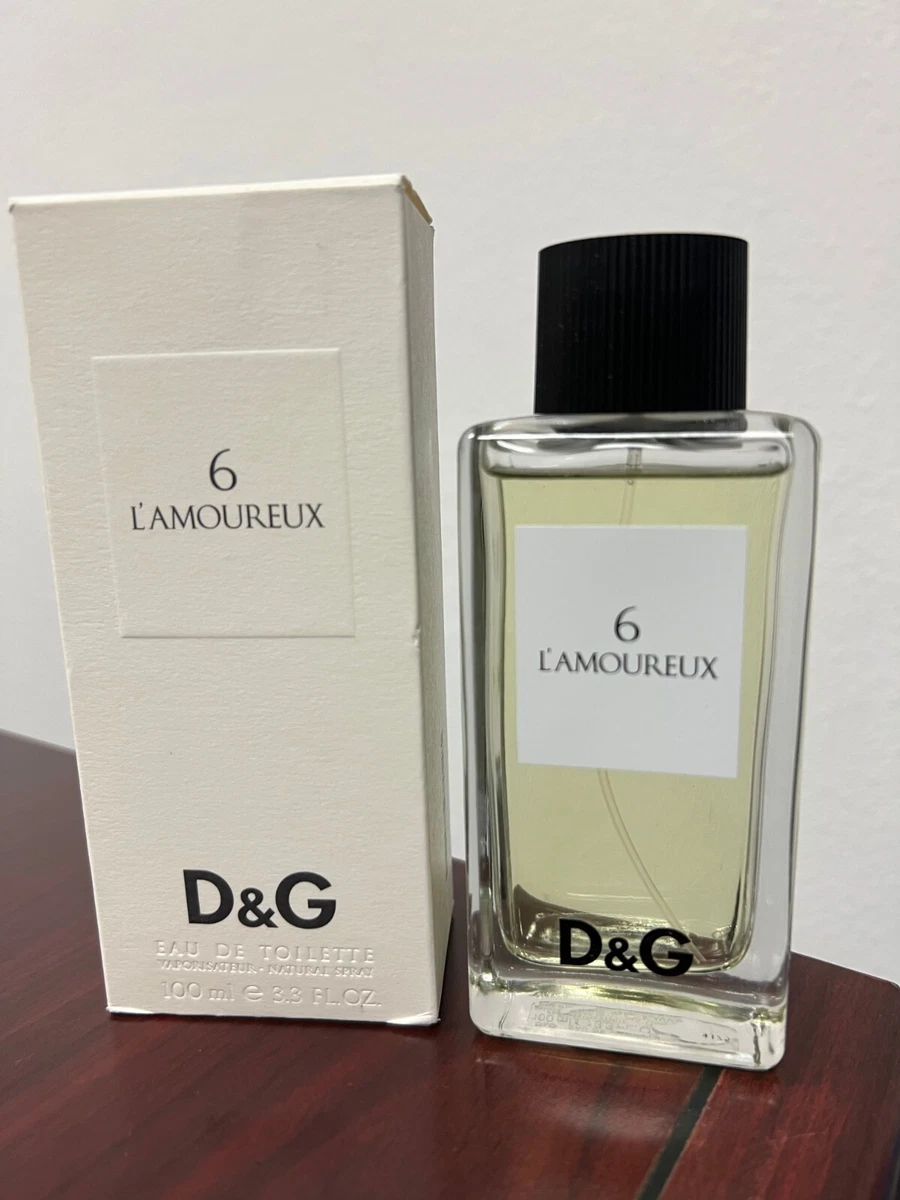 6
L'AMOUREUX
D&G
EAU DE TOILETTE
VAPORISATEUR - NATURAL SPRAY
100 ml e 3.3 FL.OZ.
6
L'AMOUREUX
D&G